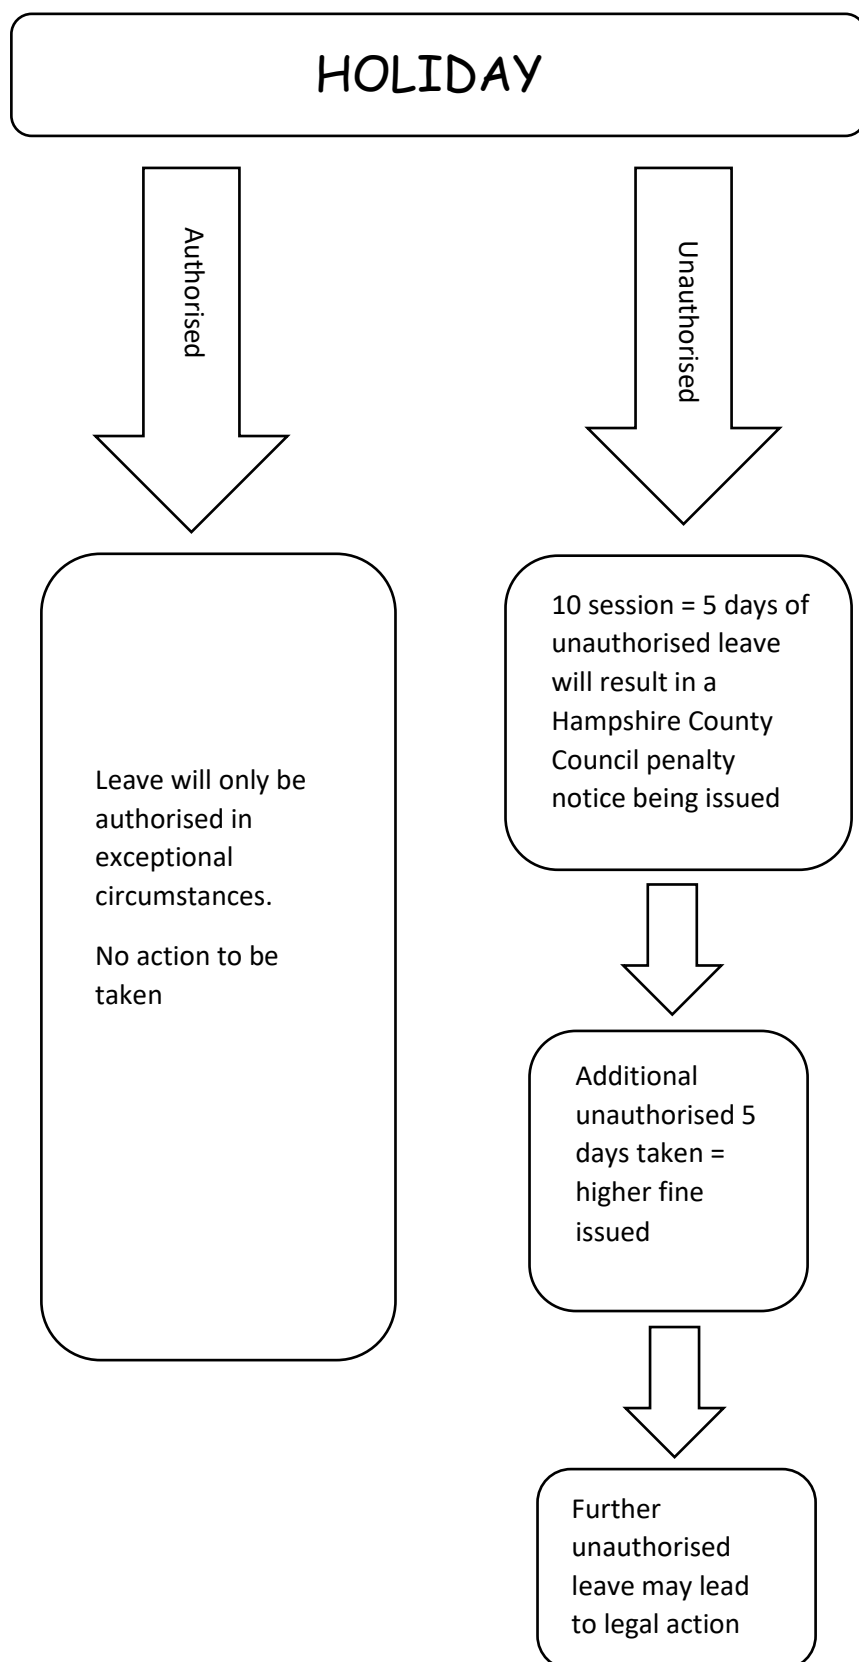 HOLIDAY
Authorised
Unauthorised
Leave will only be
authorised in
exceptional
circumstances.
No action to be
taken
10 session = 5 days of
unauthorised leave
will result in a
Hampshire County
Council penalty
notice being issued
Additional
unauthorised 5
days taken =
higher fine
issued
Further
unauthorised
leave may lead
to legal action